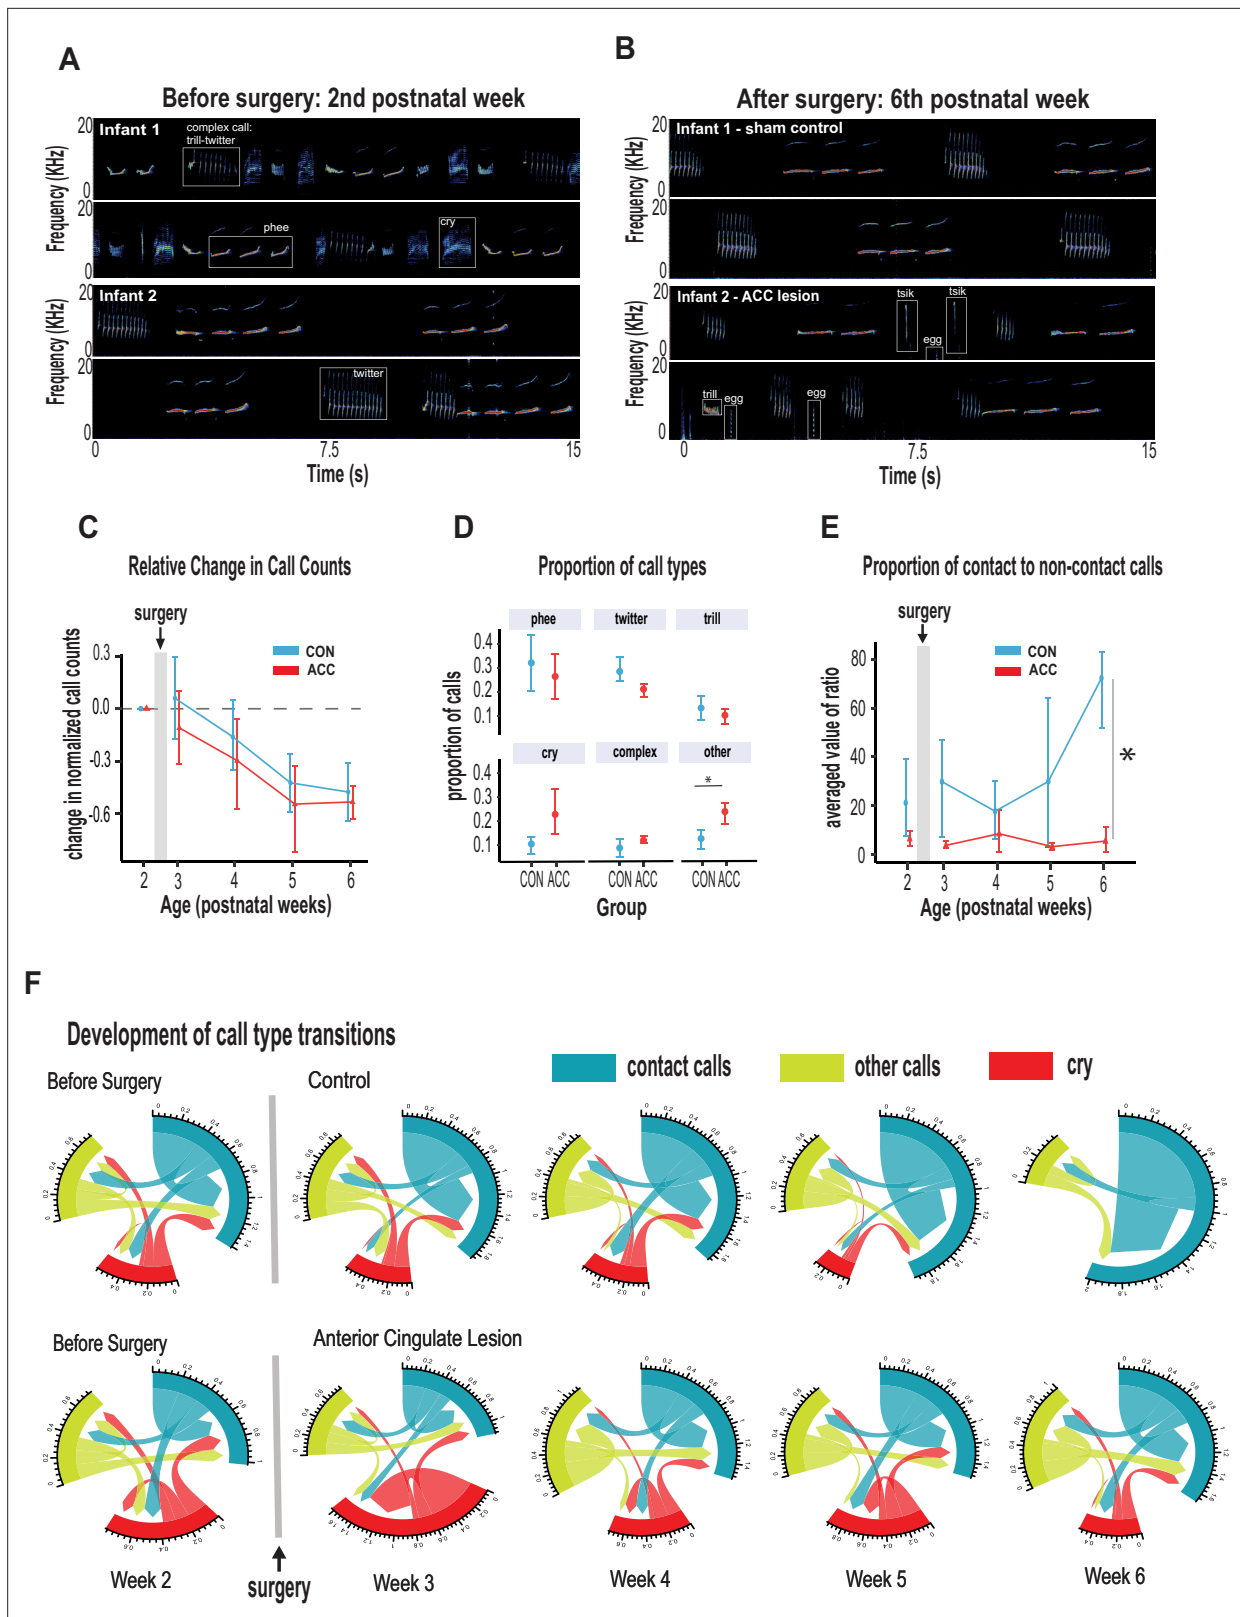 A
Before surgery: 2nd postnatal week
Frequency (KHz)
20
0
Infant 1
complex call:
trill-twitter
Frequency (KHz)
20
0
phee
cry
Frequency (KHz)
20
0
Infant 2
Frequency (KHz)
20
0
twitter
0
7.5
15
Time (s)
B
After surgery: 6th postnatal week
Frequency (KHz)
20
0
Infant 1 - sham control
Frequency (KHz)
20
0
Frequency (KHz)
20
0
Infant 2 - ACC lesion
tsik
tsik
egg
Frequency (KHz)
20
0
trill
egg
egg
0
7.5
15
Time (s)
C
Relative Change in Call Counts
surgery
CON
ACC
change in normalized call counts
0.3
0.0
-0.3
-0.6
2 3 4 5 6
Age (postnatal weeks)
D
Proportion of call types
proportion of calls
phee twitter trill
0.4
0.3
0.2
0.1
cry complex other
*
0.4
0.3
0.2
0.1
CON ACC CON ACC CON ACC
Group
E
Proportion of contact to non-contact calls
surgery
CON
ACC
averaged value of ratio
80
60
40
20
0
*
2 3 4 5 6
Age (postnatal weeks)
F
Development of call type transitions
contact calls
other calls
cry
Before Surgery
Control
Before Surgery
Anterior Cingulate Lesion
surgery
Week 2
Week 3
Week 4
Week 5
Week 6